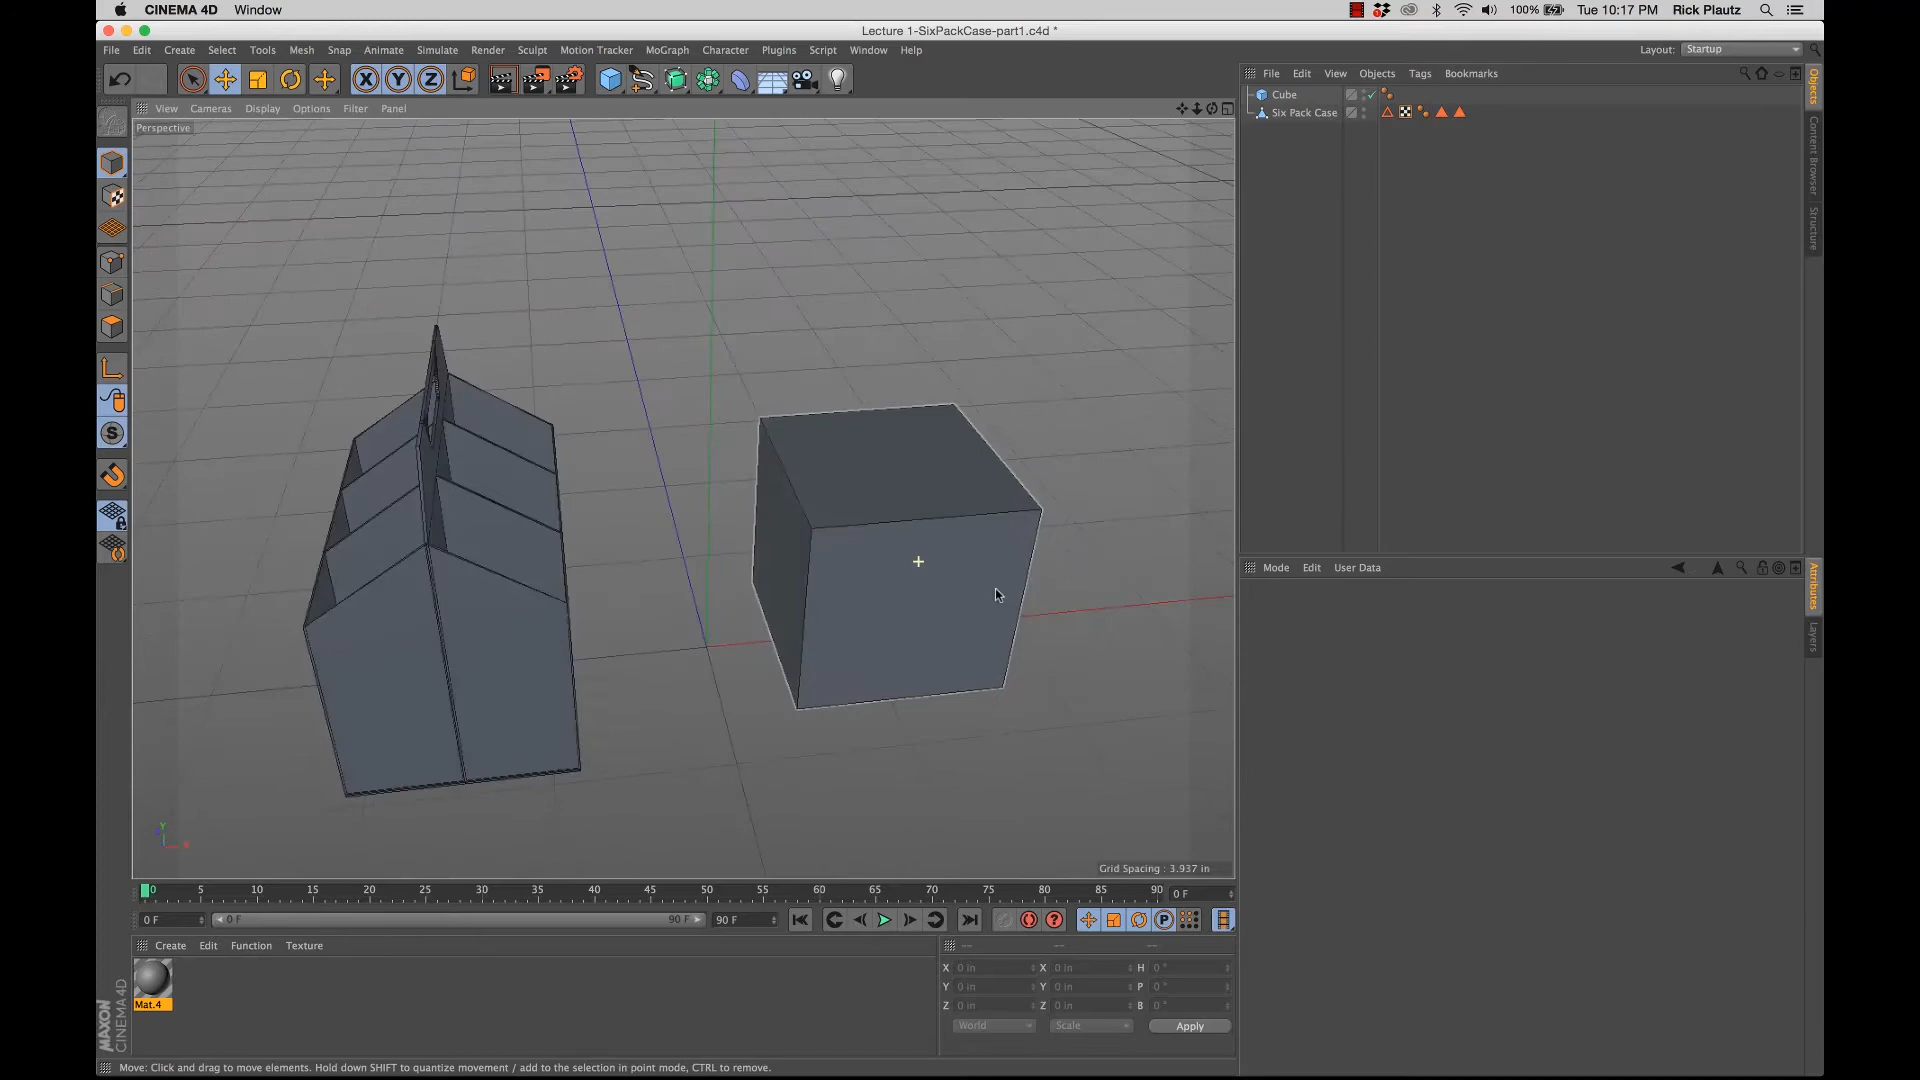 CINEMA 4D Window 100% Tue 10:17 PM Rick Plautz
Lecture 1-SixPackCase-part1.c4d *
File Edit Create Select Tools Mesh Snap Animate Simulate Render Sculpt Motion Tracker MoGraph Character Plugins Script Window Help Layout: Startup
X Y Z
File Edit View Objects Tags Bookmarks
View Cameras Display Options Filter Panel
Cube
Six Pack Case
Perspective
Objects
Content Browser
Structure
Mode Edit User Data
Attributes
Layers
S
Y
X
Grid Spacing : 3.937 in
0 5 10 15 20 25 30 35 40 45 50 55 60 65 70 75 80 85 90 0 F
0 F 0 F 90 F 90 F
P
Create Edit Function Texture
-- -- --
Mat.4
X 0 in X 0 in H 0 °
Y 0 in Y 0 in P 0 °
Z 0 in Z 0 in B 0 °
World Scale Apply
MAXON
CINEMA 4D
Move: Click and drag to move elements. Hold down SHIFT to quantize movement / add to the selection in point mode, CTRL to remove.